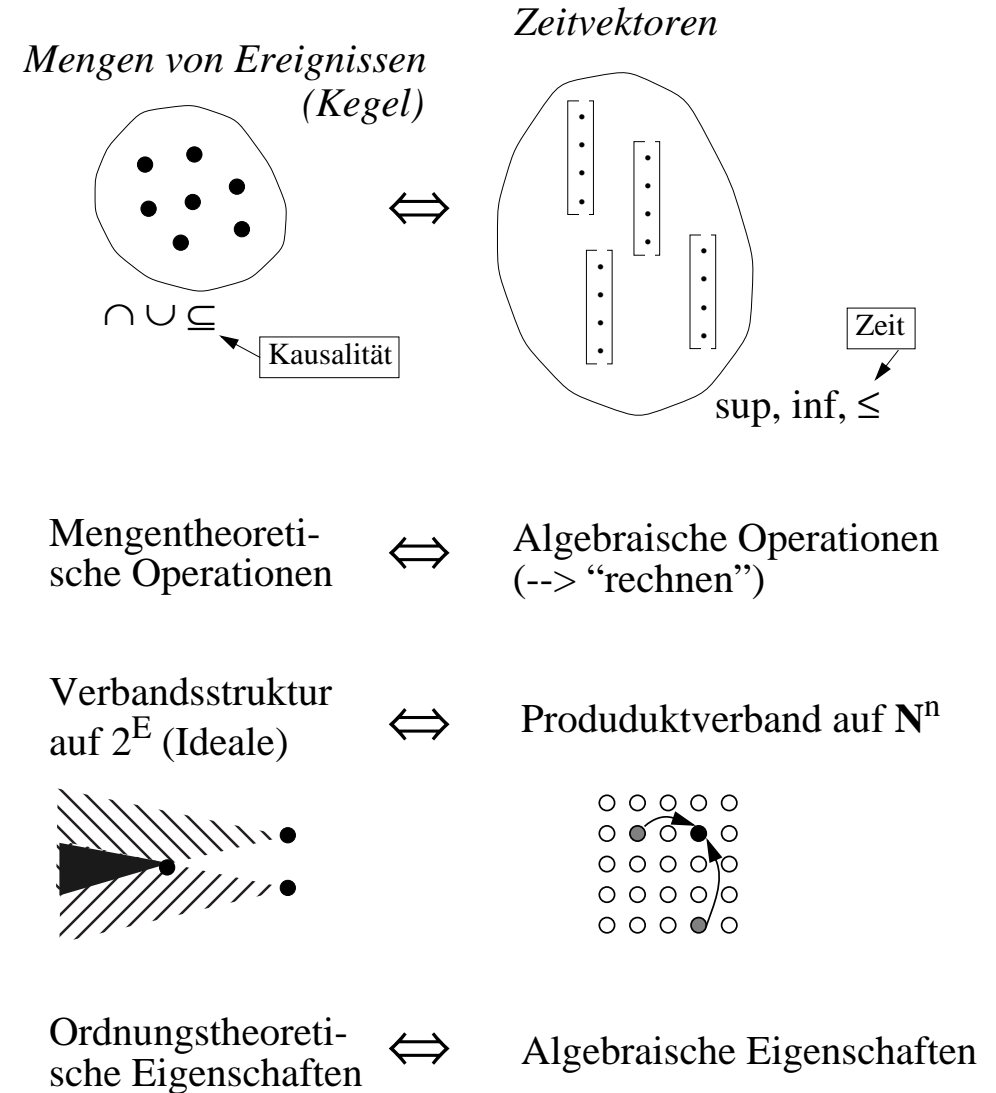 Zeitvektoren
Mengen von Ereignissen
(Kegel)
⇔
∩ ∪ ⊆
Kausalität
Zeit
sup, inf, ≤
Mengentheoreti-
sche Operationen
⇔
Algebraische Operationen
(--> “rechnen”)
Verbandsstruktur
auf 2^E (Ideale)
⇔
Produduktverband auf N^n
Ordnungstheoreti-
sche Eigenschaften
⇔
Algebraische Eigenschaften